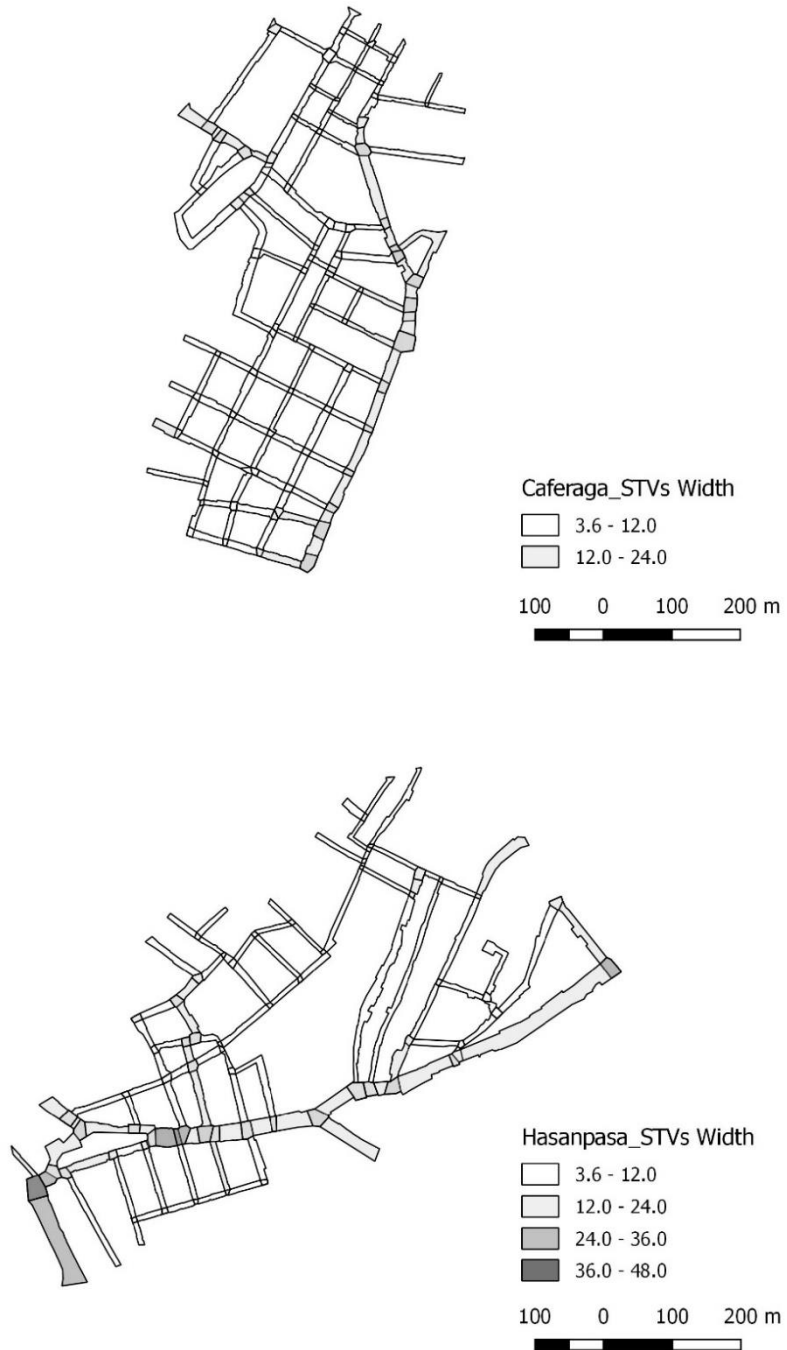 Caferaga_STVs Width
3.6 - 12.0
12.0 - 24.0
100 0 100 200 m
Hasanpasa_STVs Width
3.6 - 12.0
12.0 - 24.0
24.0 - 36.0
36.0 - 48.0
100 0 100 200 m